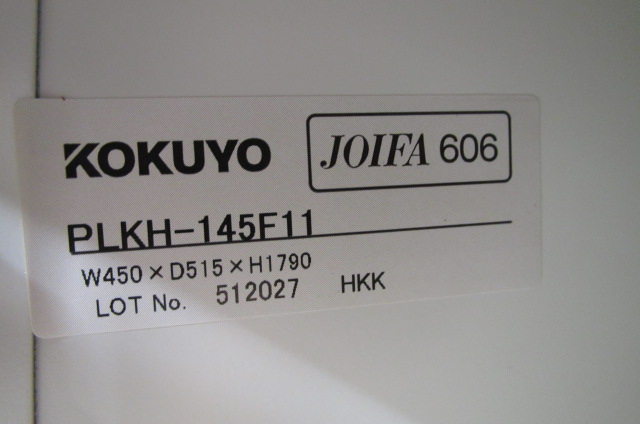 KOKUYO
JOIFA 606
PLKH-145F11
W450×D515×H1790
LOT No. 512027 HKK